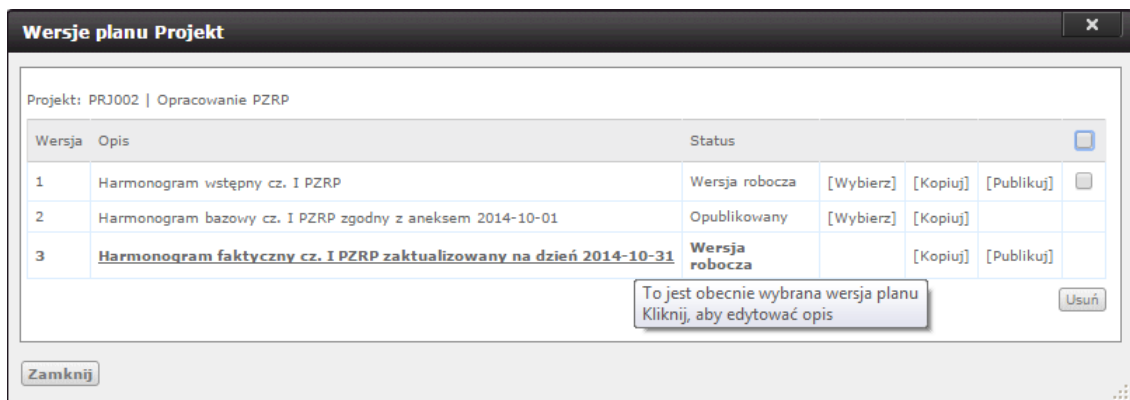 Wersje planu Projekt
x
Projekt: PRJ002 | Opracowanie PZRP
Wersja Opis Status
1 Harmonogram wstępny cz. I PZRP Wersja robocza [Wybierz] [Kopiuj] [Publikuj]
2 Harmonogram bazowy cz. I PZRP zgodny z aneksem 2014-10-01 Opublikowany [Wybierz] [Kopiuj]
3 Harmonogram faktyczny cz. I PZRP zaktualizowany na dzień 2014-10-31 Wersja robocza [Kopiuj] [Publikuj]
To jest obecnie wybrana wersja planu
Kliknij, aby edytować opis
Usuń
Zamknij